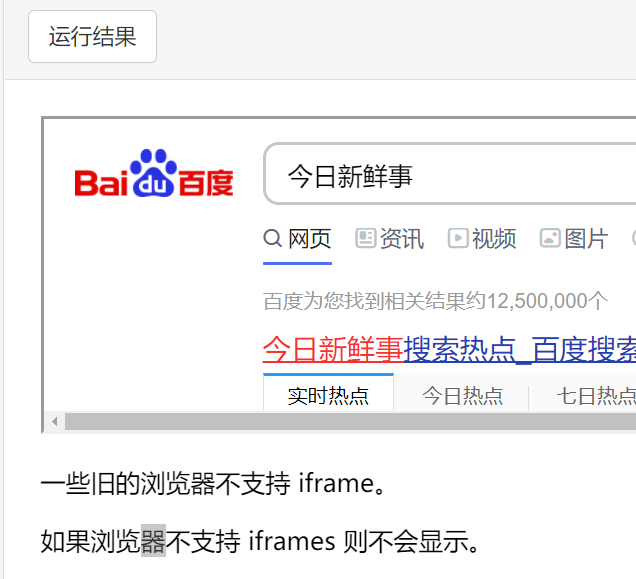 运行结果
Bai du 百度
今日新鲜事
网页 资讯 视频 图片
百度为您找到相关结果约12,500,000个
今日新鲜事搜索热点_百度搜索
实时热点 今日热点 七日热点
一些旧的浏览器不支持 iframe。
如果浏览器不支持 iframes 则不会显示。